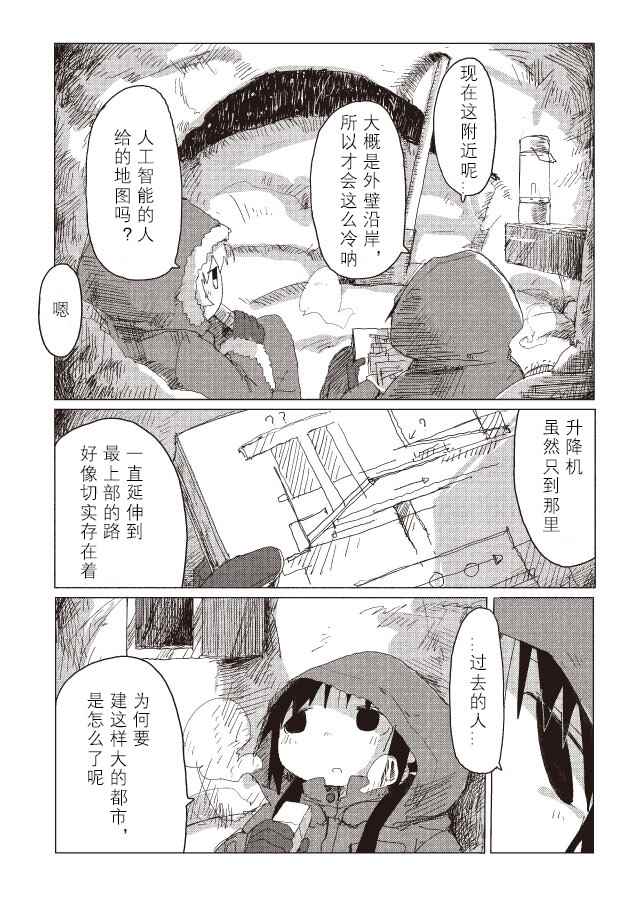 现在这附近呢…
大概是外壁沿岸，
所以才会这么冷呐
人工智能的人
给的地图吗？
嗯
升降机
虽然只到那里
??
?
一直延伸到
最上部的路
好像切实存在着
…过去的人…
为何要
建这样大的都市，
是怎么了呢